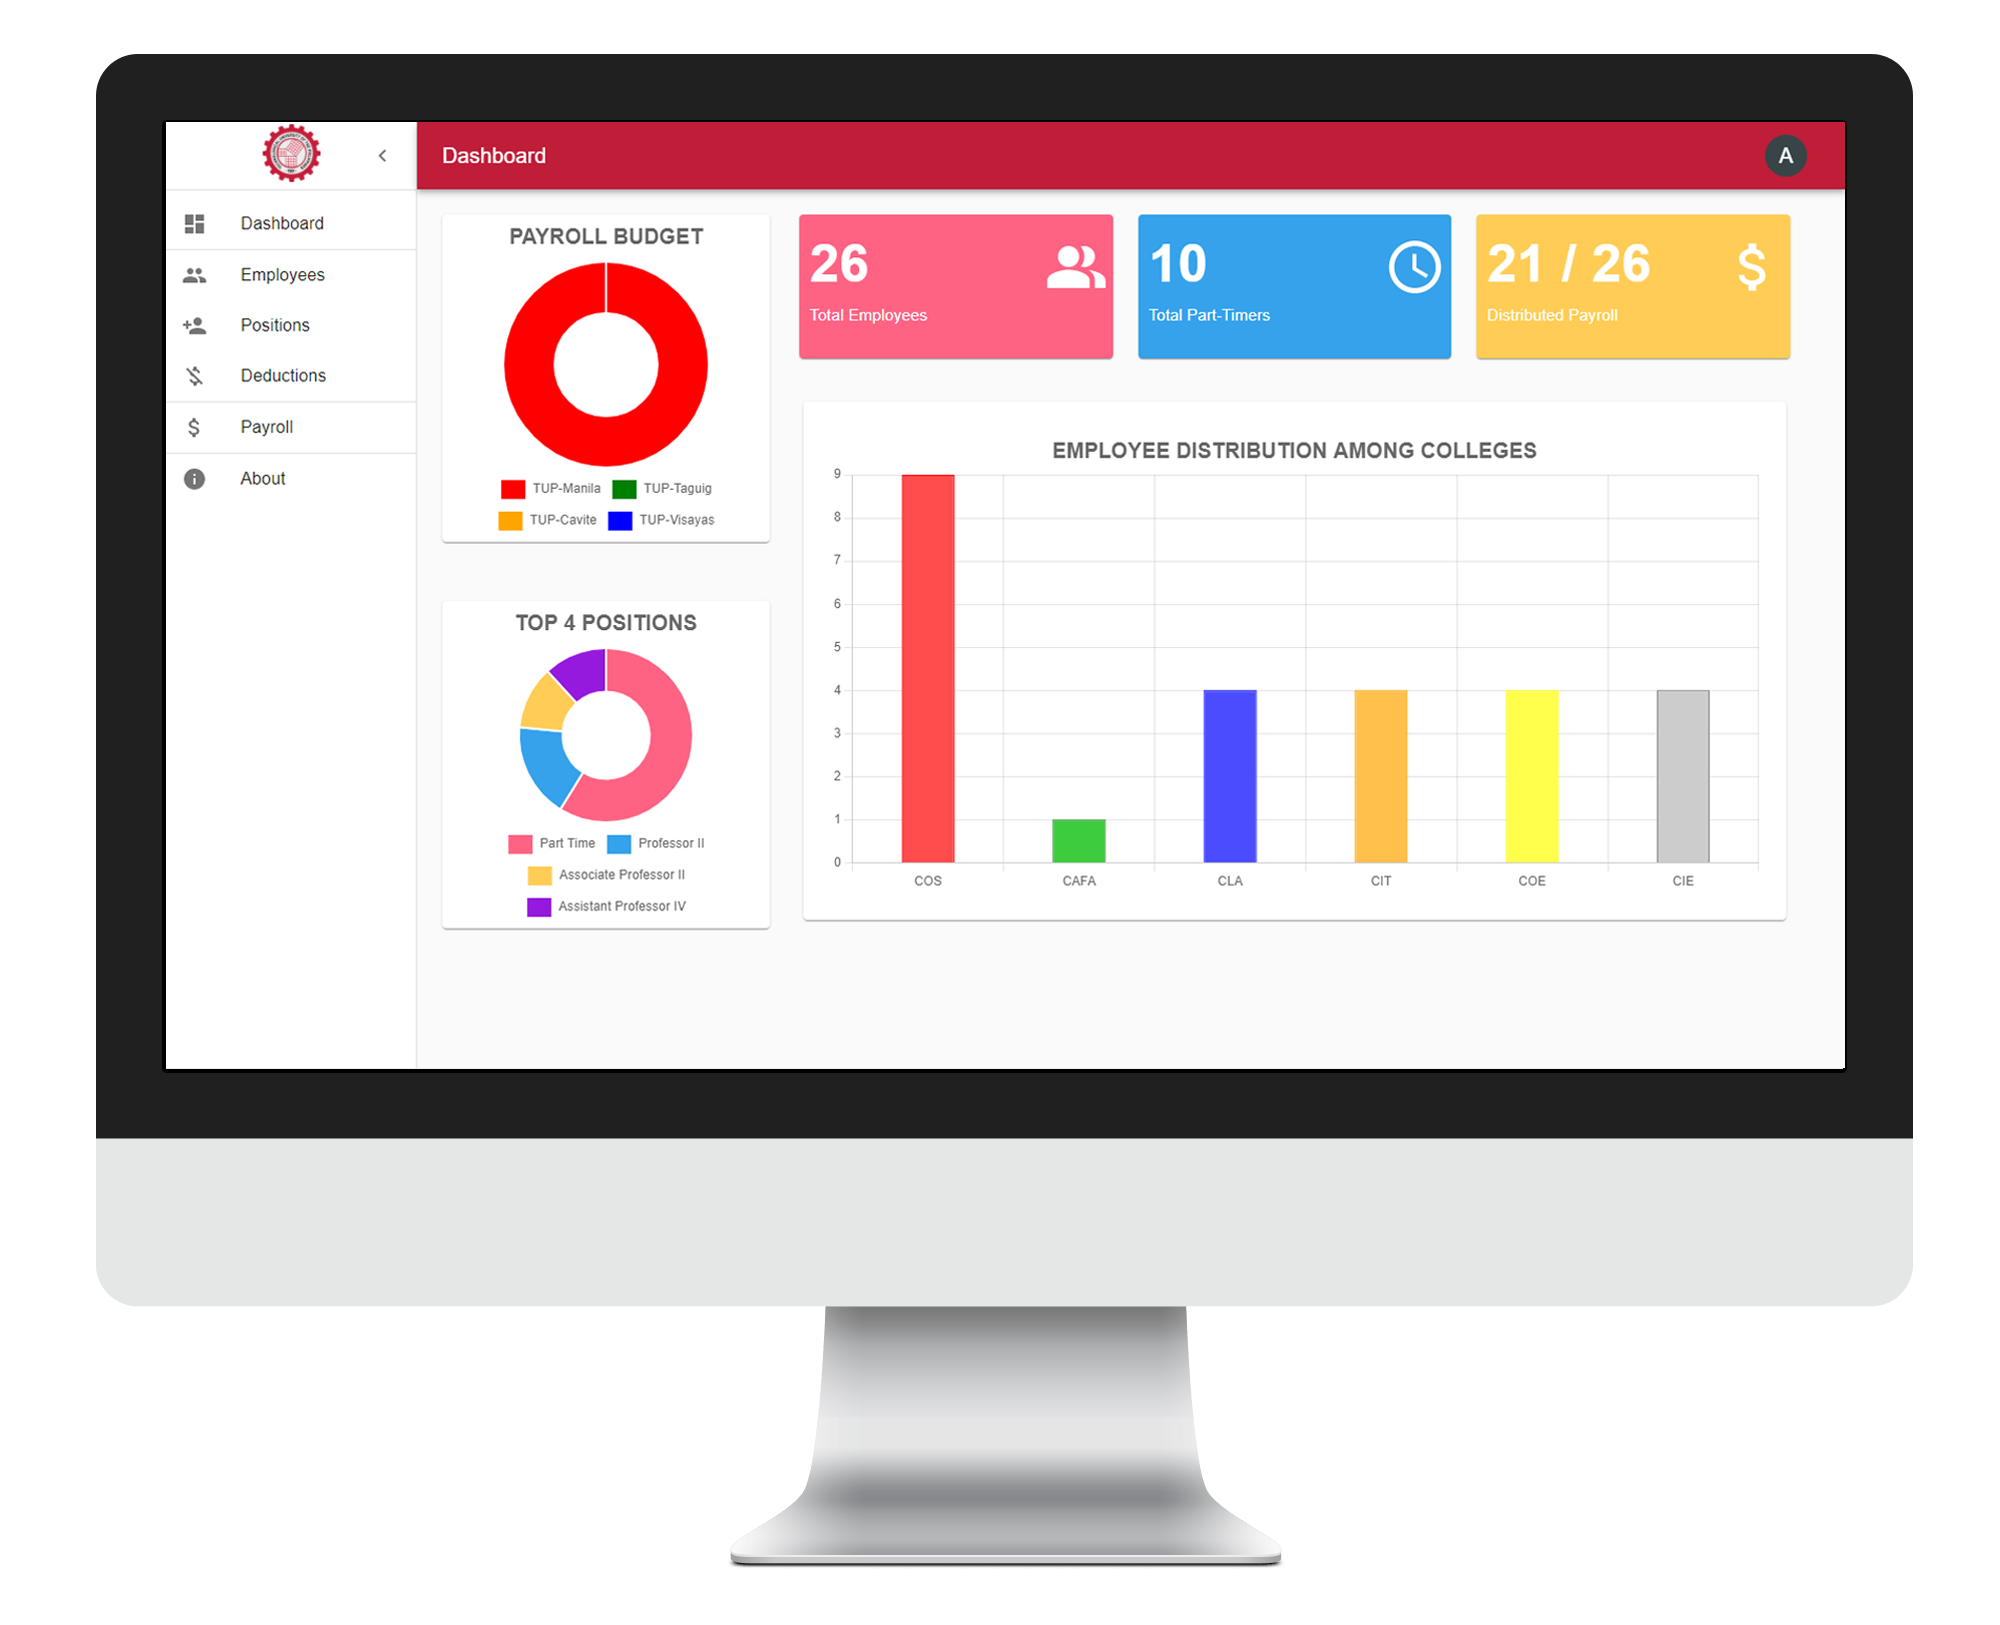 Dashboard
A
Dashboard
Employees
Positions
Deductions
Payroll
About
PAYROLL BUDGET
TUP-Manila TUP-Taguig
TUP-Cavite TUP-Visayas
26
Total Employees
10
Total Part-Timers
21 / 26
Distributed Payroll
TOP 4 POSITIONS
Part Time Professor II
Associate Professor II
Assistant Professor IV
EMPLOYEE DISTRIBUTION AMONG COLLEGES
9
8
7
6
5
4
3
2
1
0
COS CAFA CLA CIT COE CIE